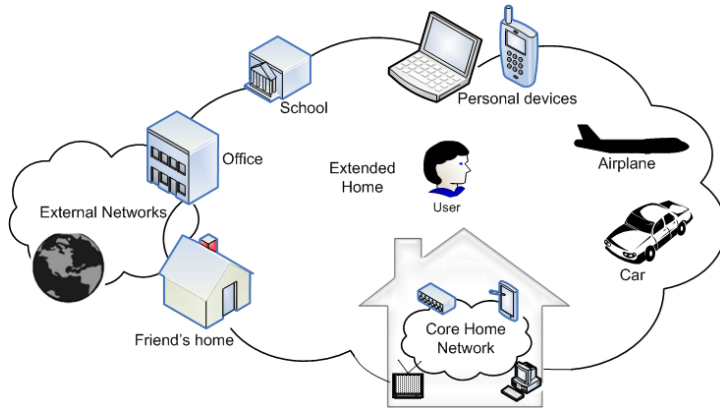 School
Personal devices
Office
Extended
Home
Airplane
User
External Networks
Car
Core Home
Network
Friend's home